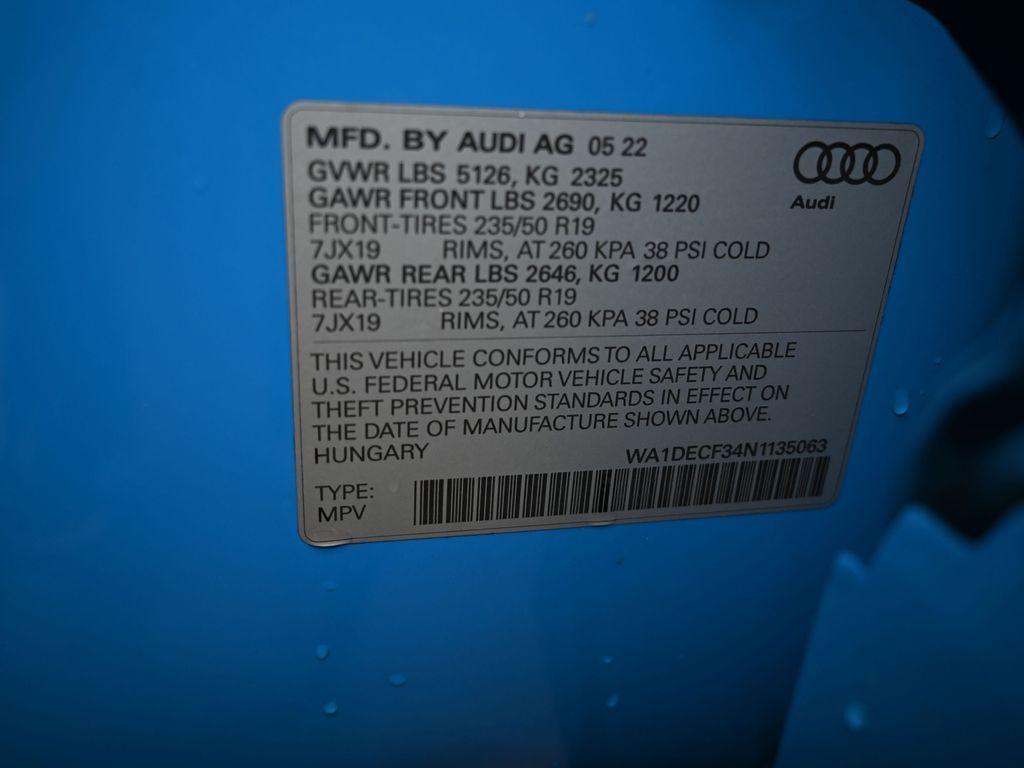 MFD. BY AUDI AG 05 22
GVWR LBS 5126, KG 2325
GAWR FRONT LBS 2690, KG 1220
Audi
FRONT-TIRES 235/50 R19
7JX19 RIMS, AT 260 KPA 38 PSI COLD
GAWR REAR LBS 2646, KG 1200
REAR-TIRES 235/50 R19
7JX19 RIMS, AT 260 KPA 38 PSI COLD
THIS VEHICLE CONFORMS TO ALL APPLICABLE
U.S. FEDERAL MOTOR VEHICLE SAFETY AND
THEFT PREVENTION STANDARDS IN EFFECT ON
THE DATE OF MANUFACTURE SHOWN ABOVE.
HUNGARY WA1DECF34N1135063
TYPE:
MPV